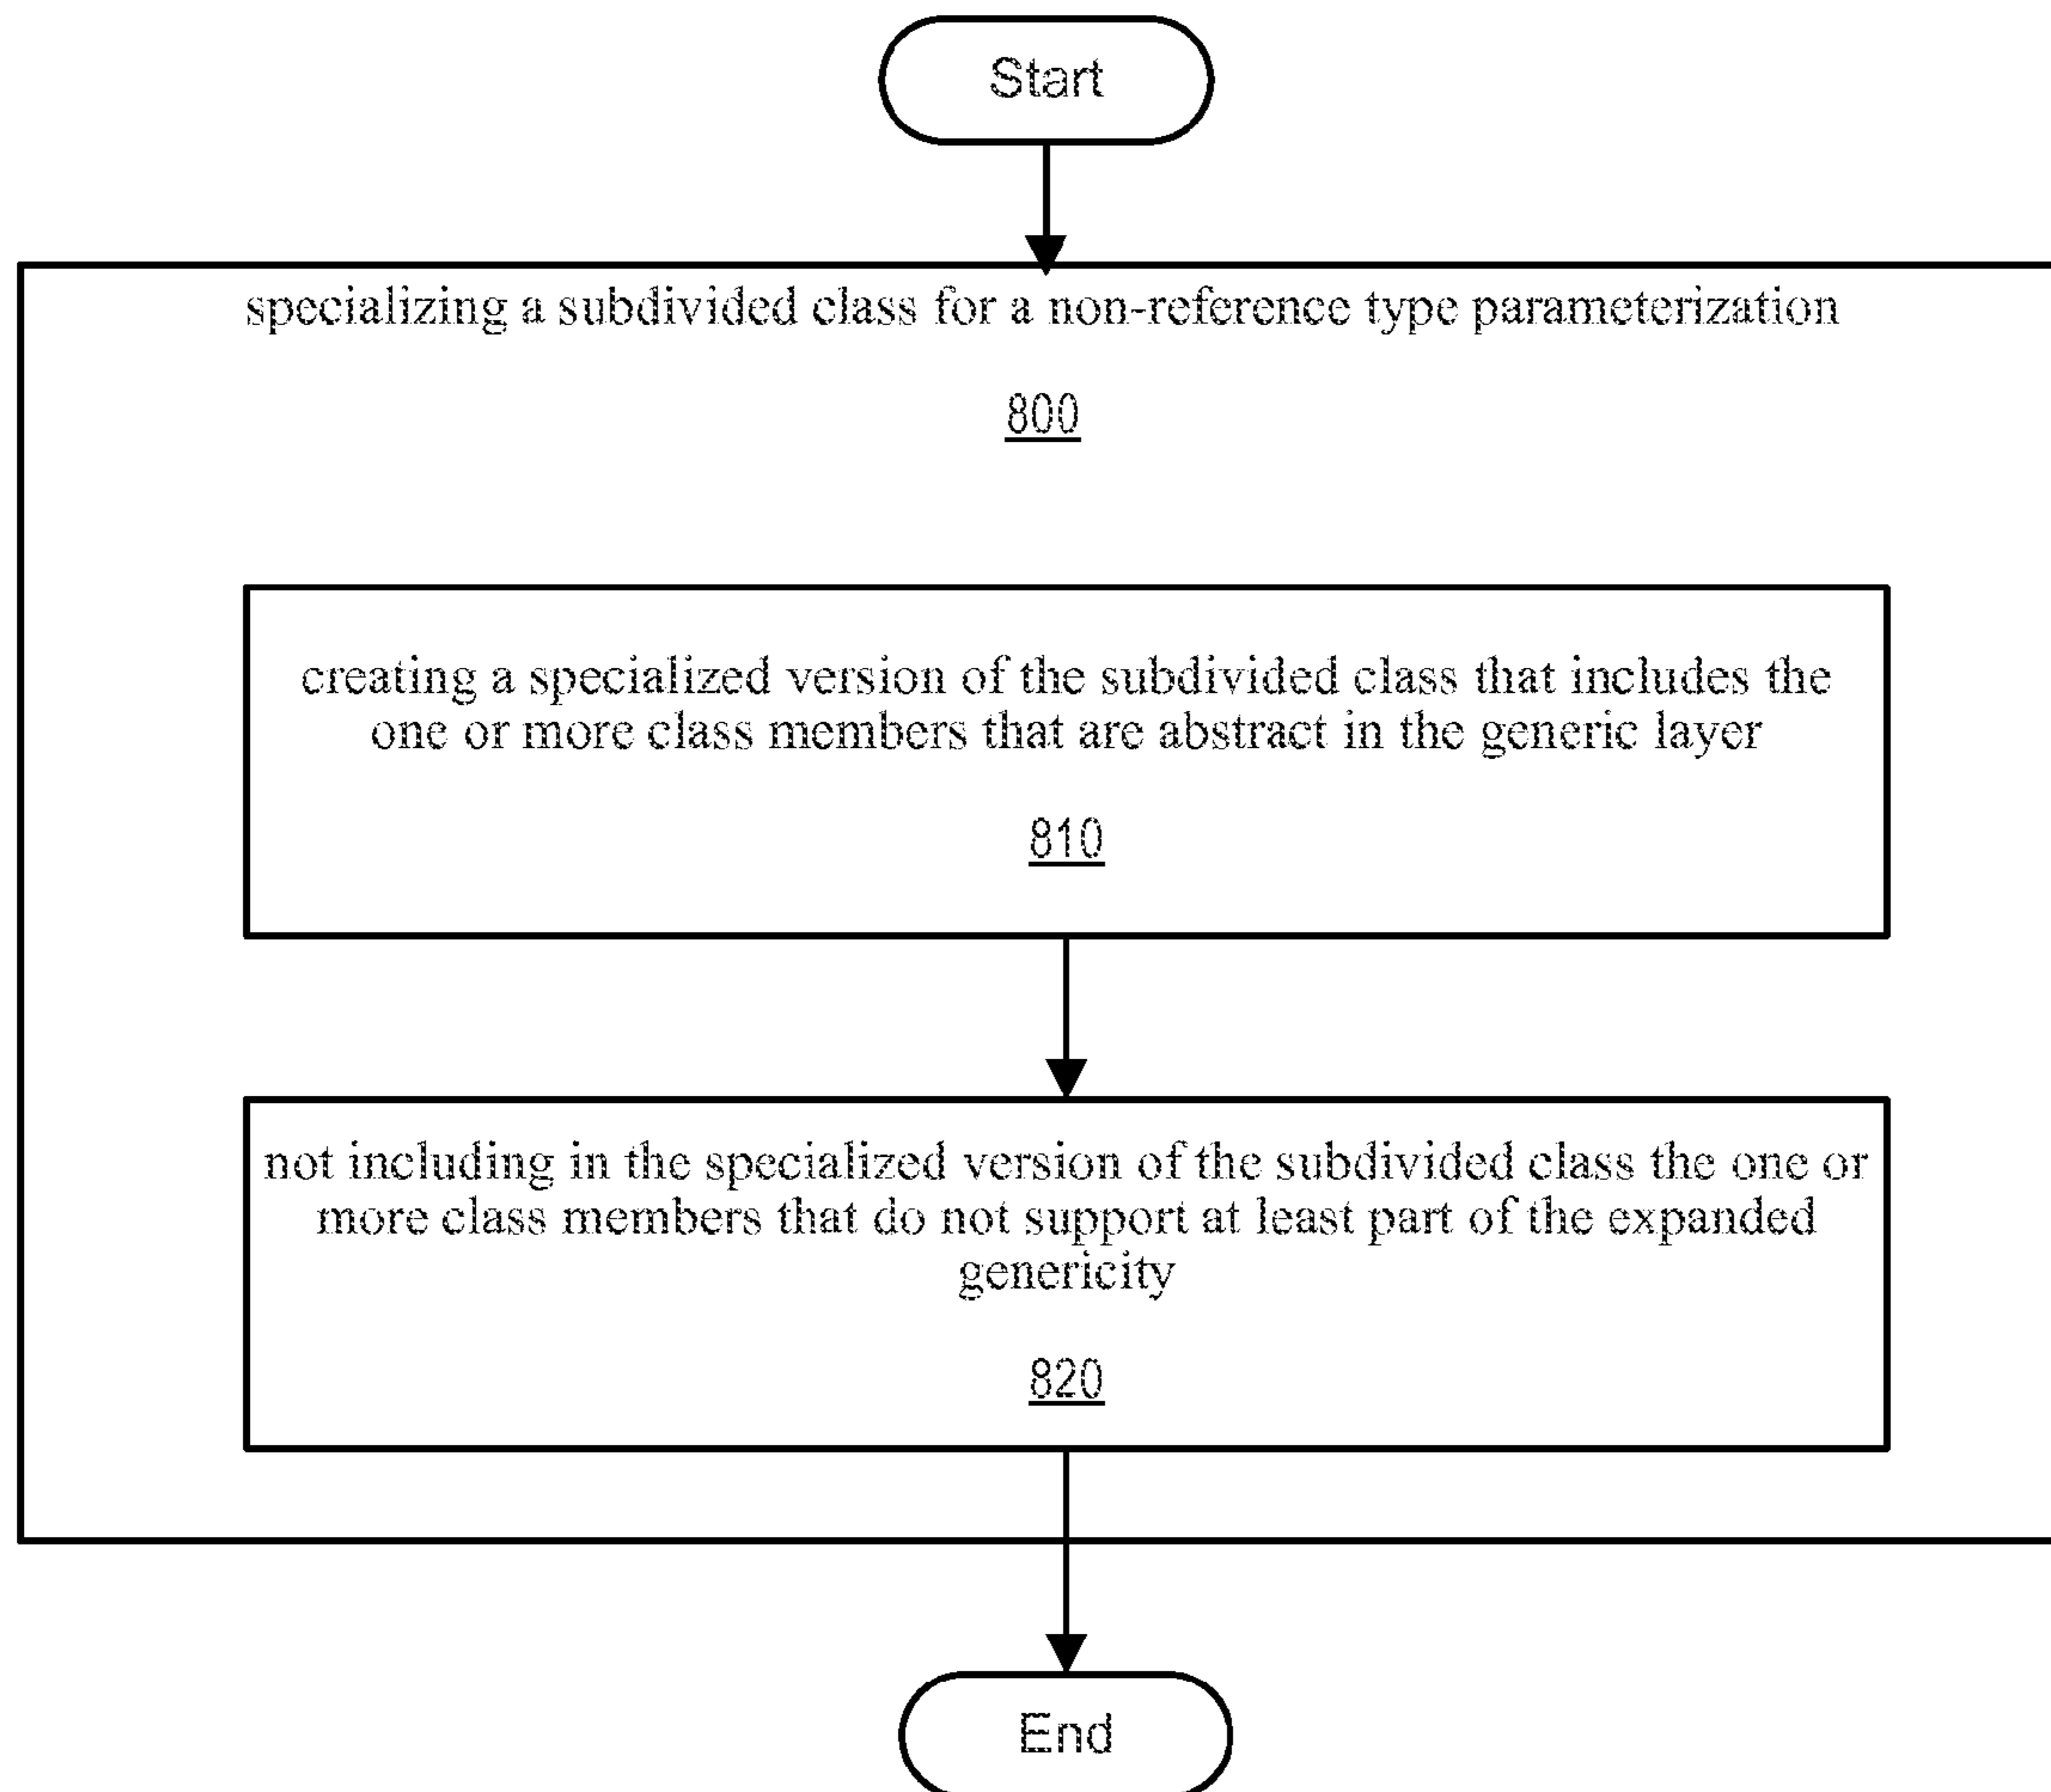 Start
specializing a subdivided class for a non-reference type parameterization
800
creating a specialized version of the subdivided class that includes the
one or more class members that are abstract in the generic layer
810
not including in the specialized version of the subdivided class the one or
more class members that do not support at least part of the expanded
genericity
820
End